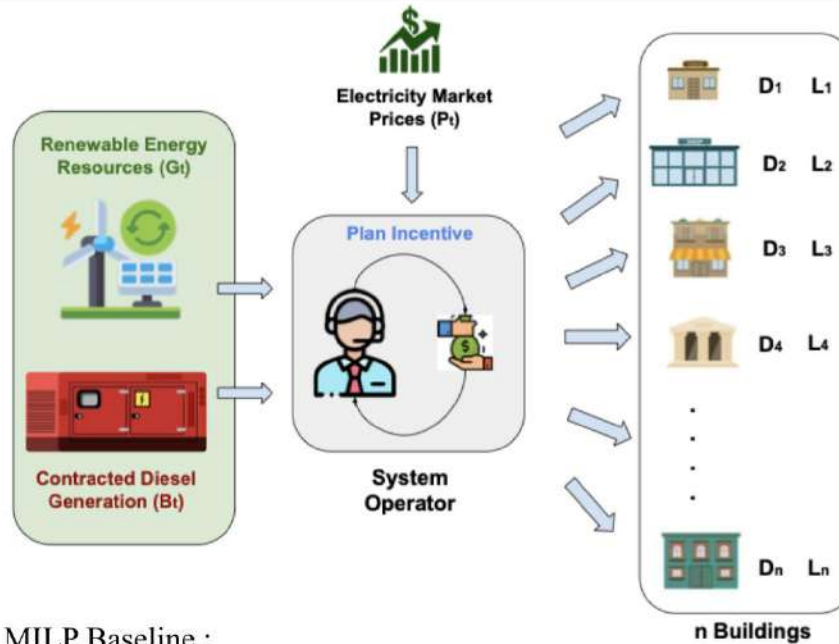 Electricity Market
Prices (Pt)
Renewable Energy
Resources (Gt)
Contracted Diesel
Generation (Bt)
Plan Incentive
System
Operator
D1 L1
D2 L2
D3 L3
D4 L4
Dn Ln
n Buildings
MILP Baseline :